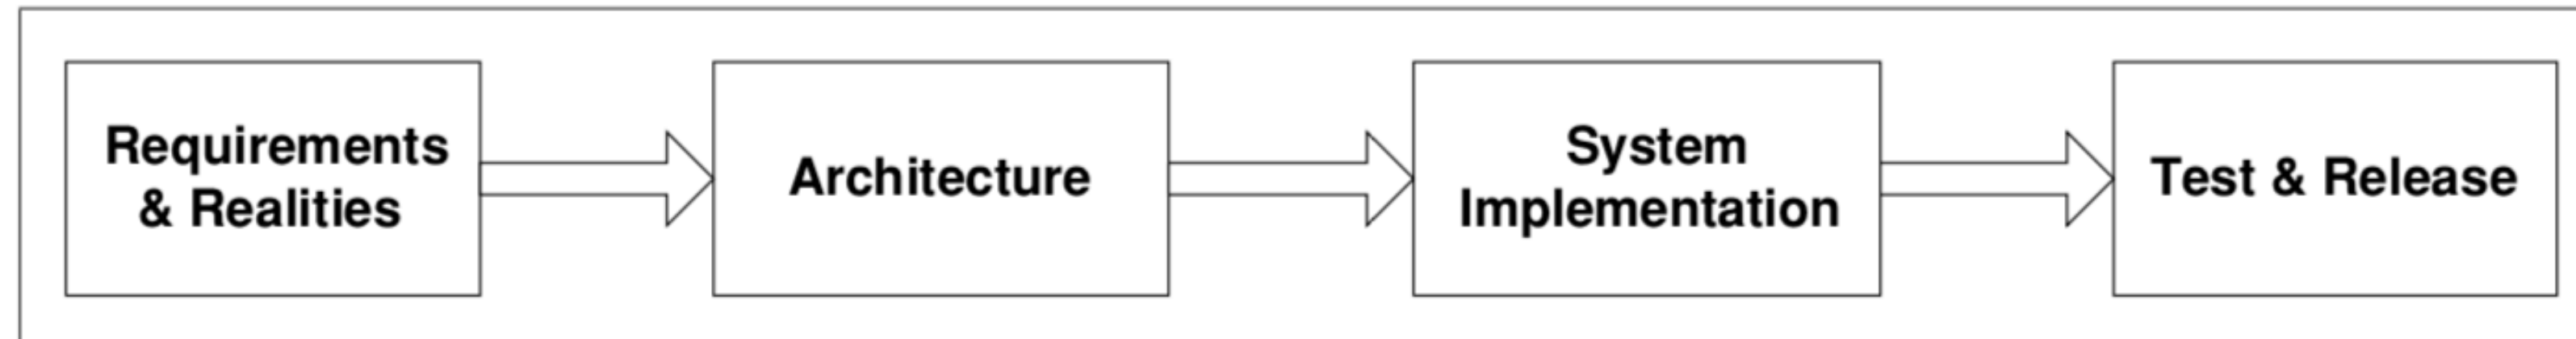 Requirements
& Realities
Architecture
System
Implementation
Test & Release